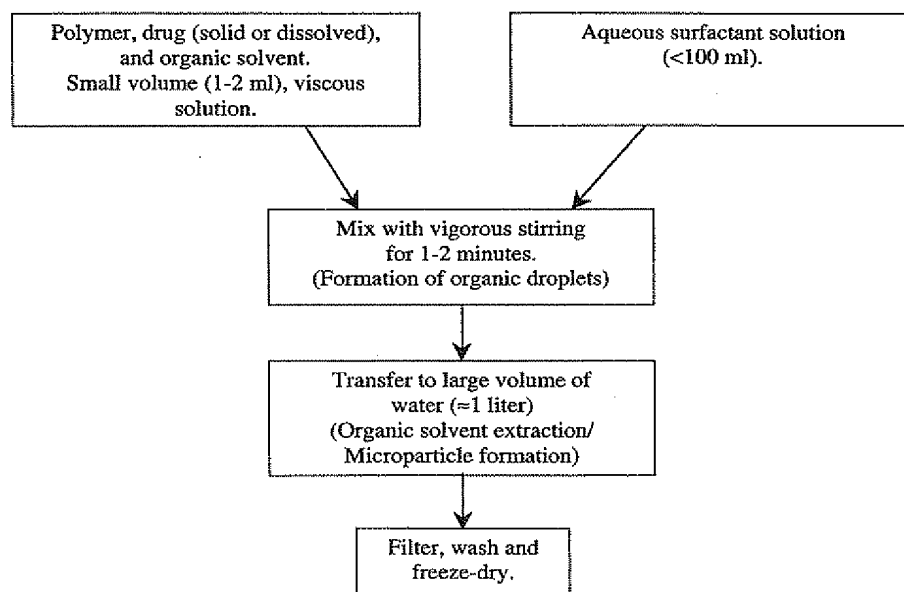 Polymer, drug (solid or dissolved),
and organic solvent.
Small volume (1-2 ml), viscous
solution.
Aqueous surfactant solution
(<100 ml).
Mix with vigorous stirring
for 1-2 minutes.
(Formation of organic droplets)
Transfer to large volume of
water (≈1 liter)
(Organic solvent extraction/
Microparticle formation)
Filter, wash and
freeze-dry.